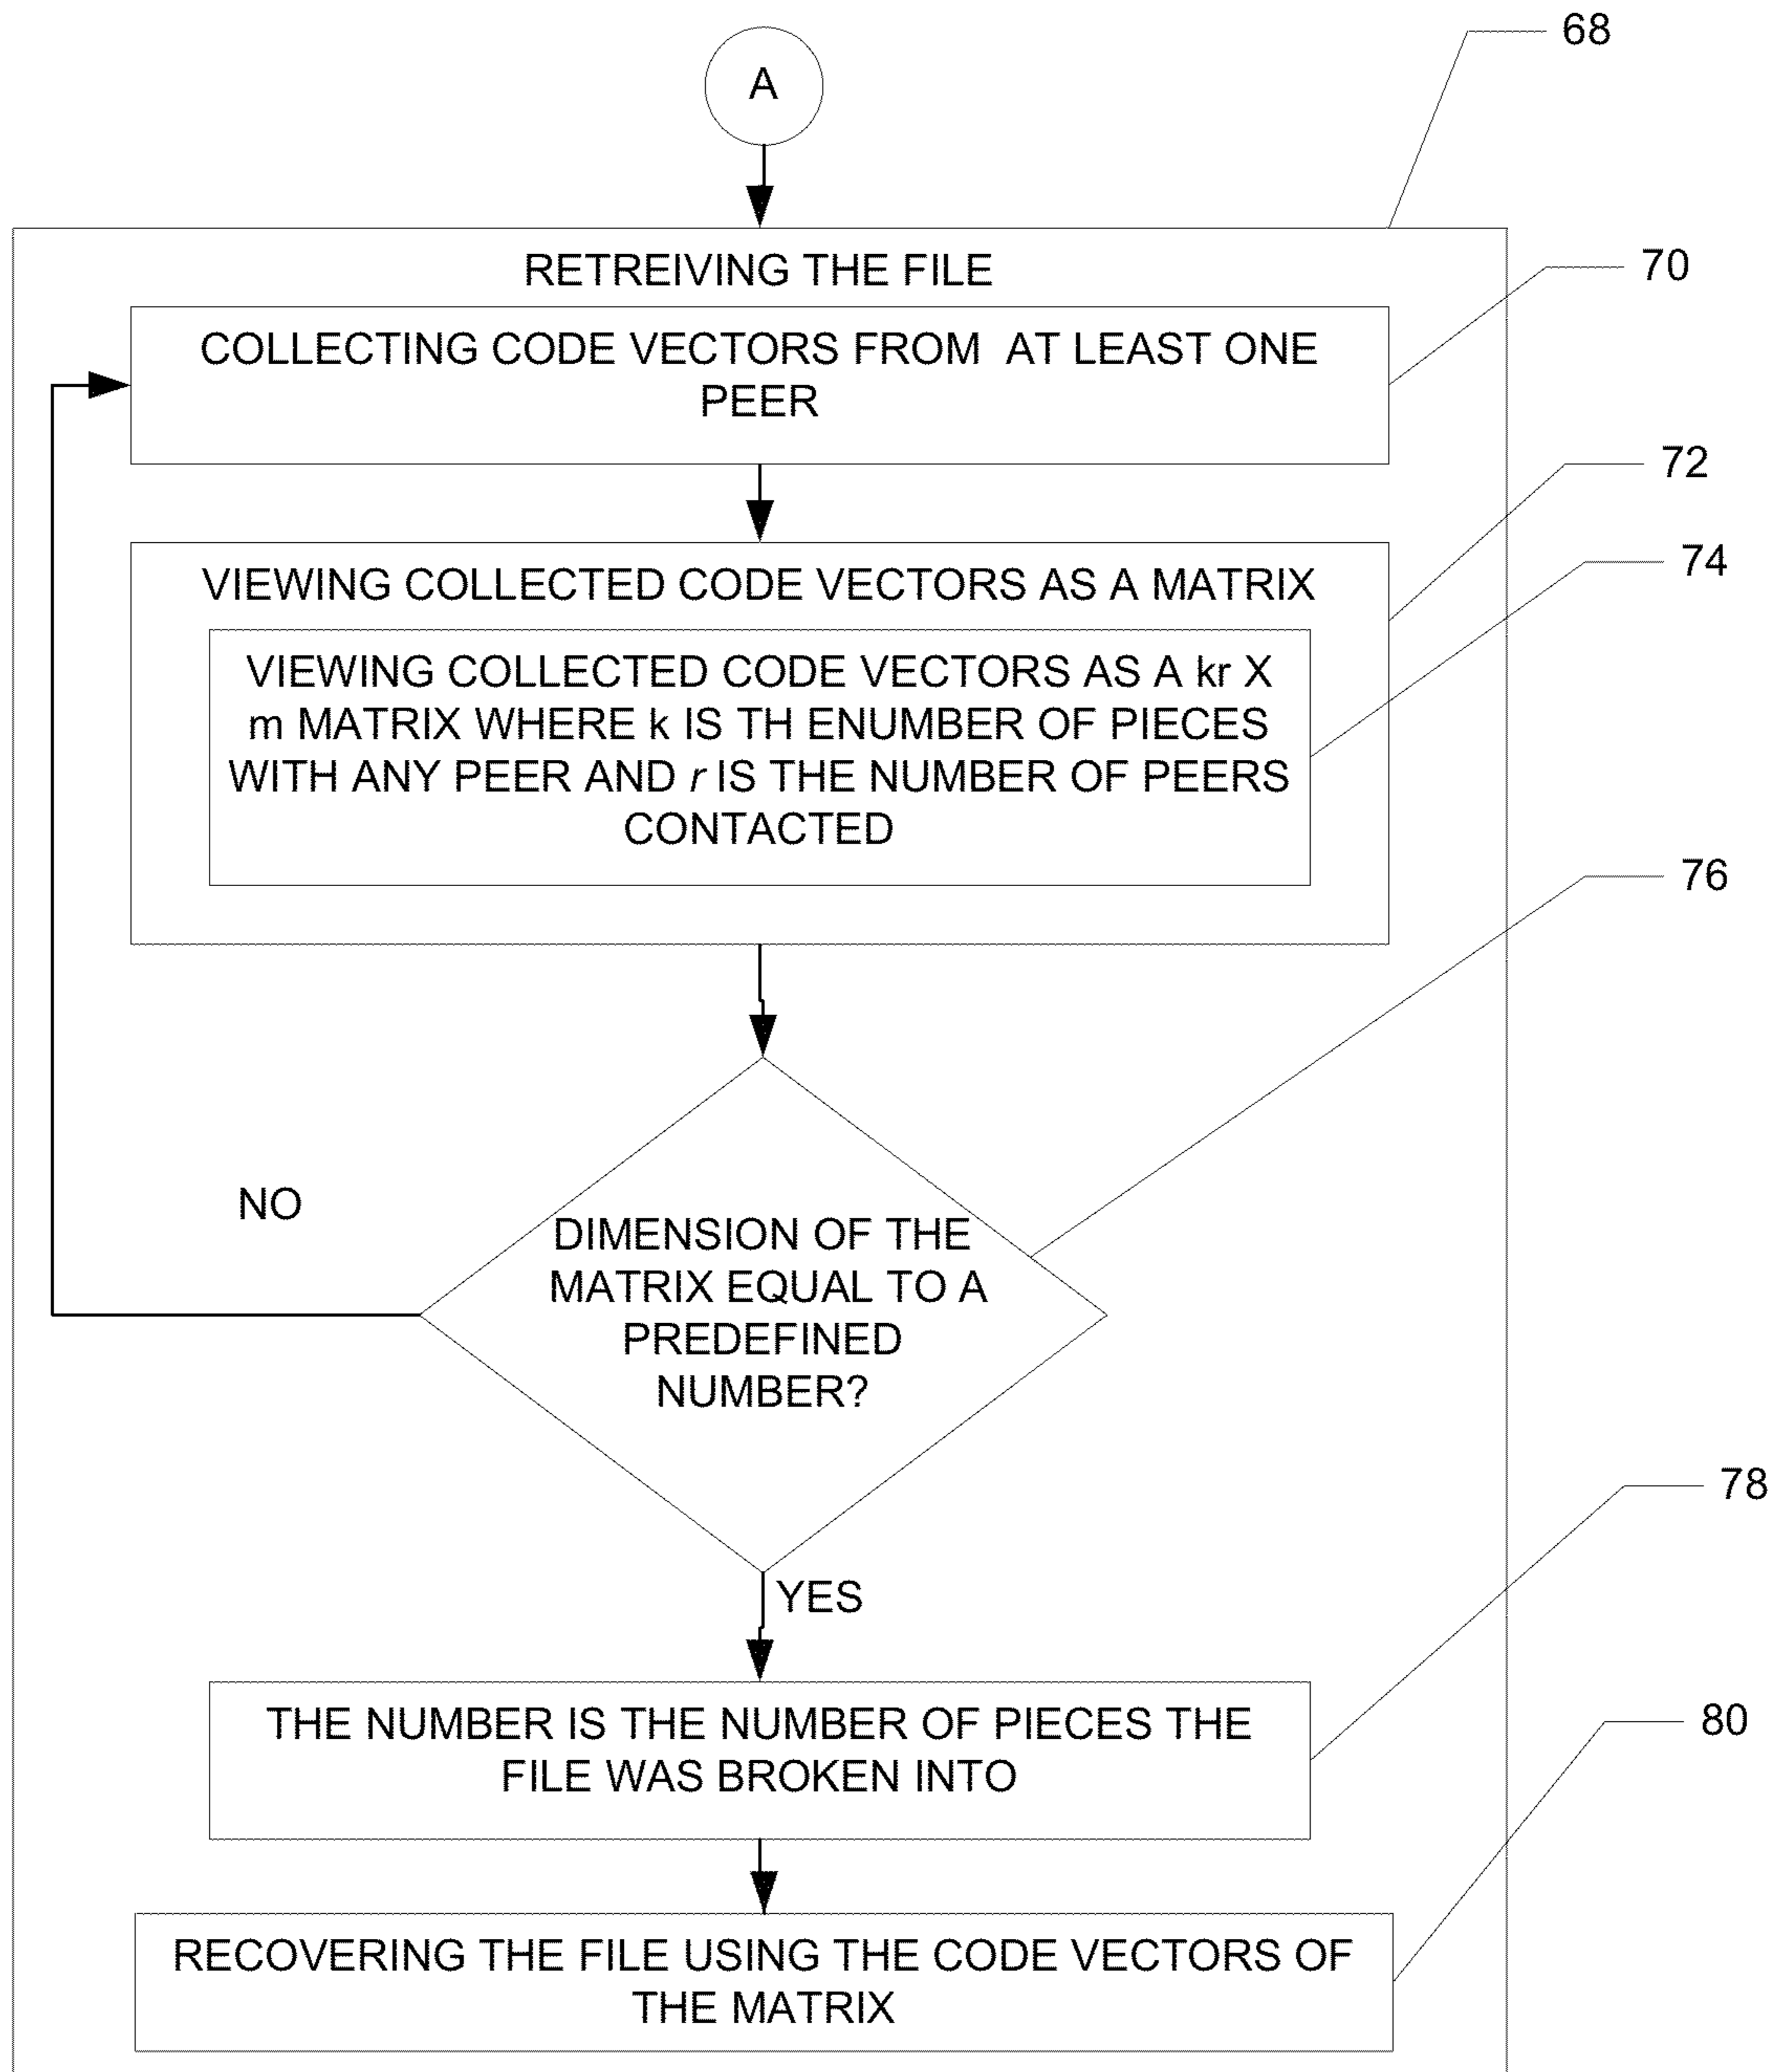 A
68
RETREIVING THE FILE
70
COLLECTING CODE VECTORS FROM AT LEAST ONE
PEER
72
VIEWING COLLECTED CODE VECTORS AS A MATRIX
74
VIEWING COLLECTED CODE VECTORS AS A kr X
m MATRIX WHERE k IS TH ENUMBER OF PIECES
WITH ANY PEER AND r IS THE NUMBER OF PEERS
CONTACTED
76
NO
DIMENSION OF THE
MATRIX EQUAL TO A
PREDEFINED
NUMBER?
78
YES
THE NUMBER IS THE NUMBER OF PIECES THE
FILE WAS BROKEN INTO
80
RECOVERING THE FILE USING THE CODE VECTORS OF
THE MATRIX